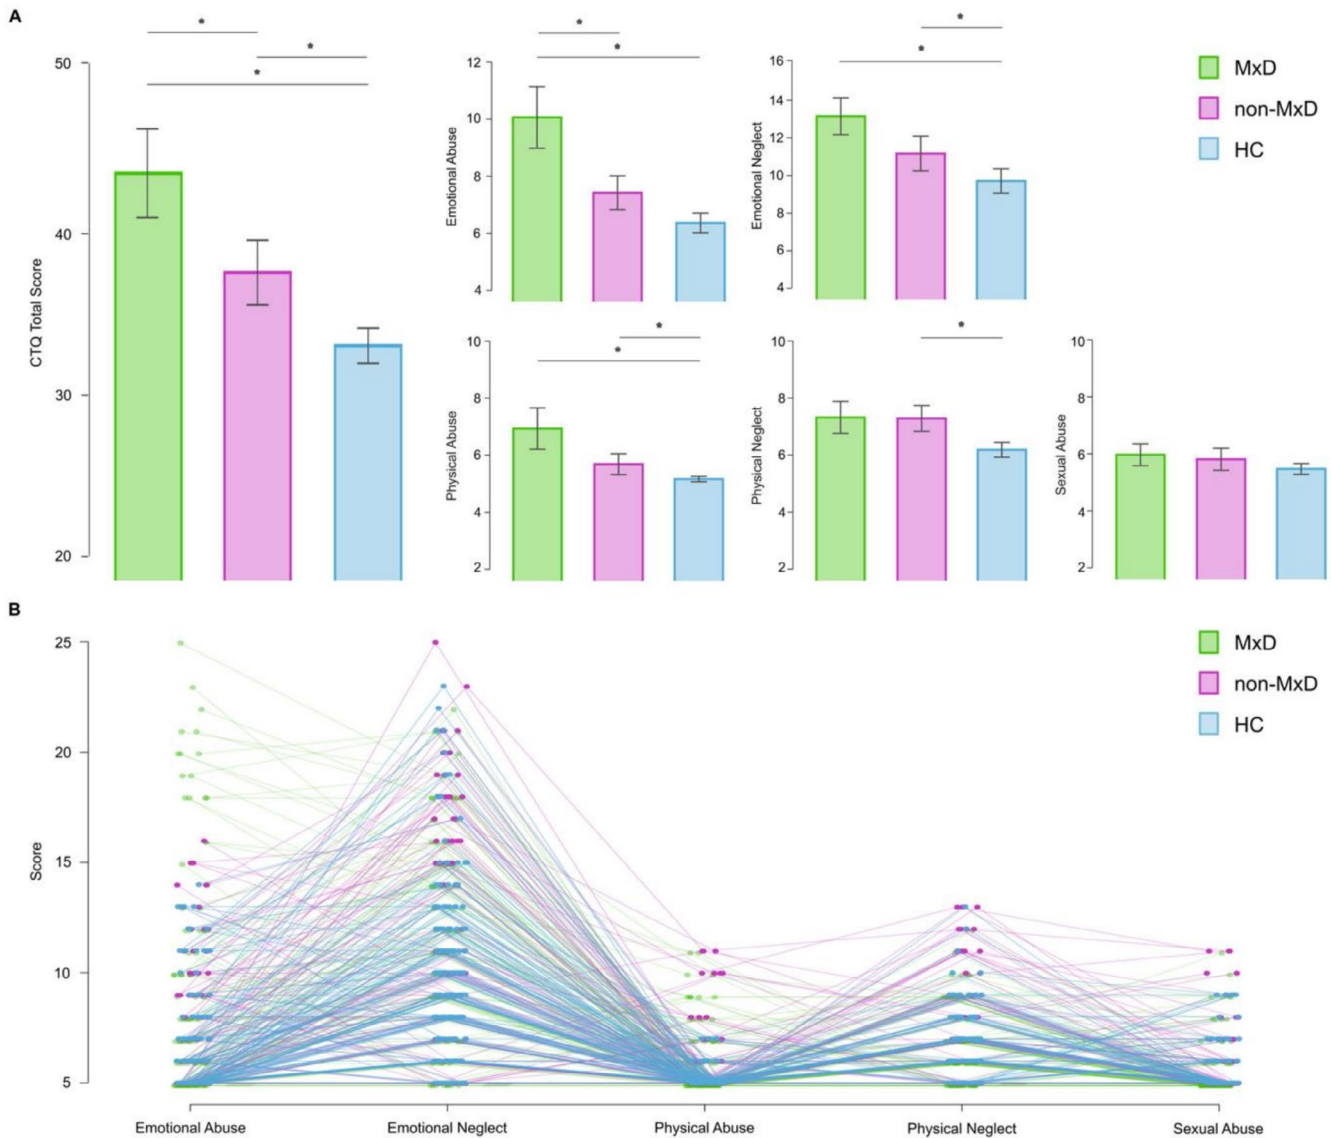 A
*
*
*
50
40
30
20
CTQ Total Score
*
*
12
10
8
6
4
Emotional Abuse
*
*
16
14
12
10
8
6
4
Emotional Neglect
MxD
non-MxD
HC
*
*
10
8
6
4
2
Physical Abuse
*
10
8
6
4
2
Physical Neglect
10
8
6
4
2
Sexual Abuse
B
25
20
15
10
5
Score
MxD
non-MxD
HC
Emotional Abuse
Emotional Neglect
Physical Abuse
Physical Neglect
Sexual Abuse